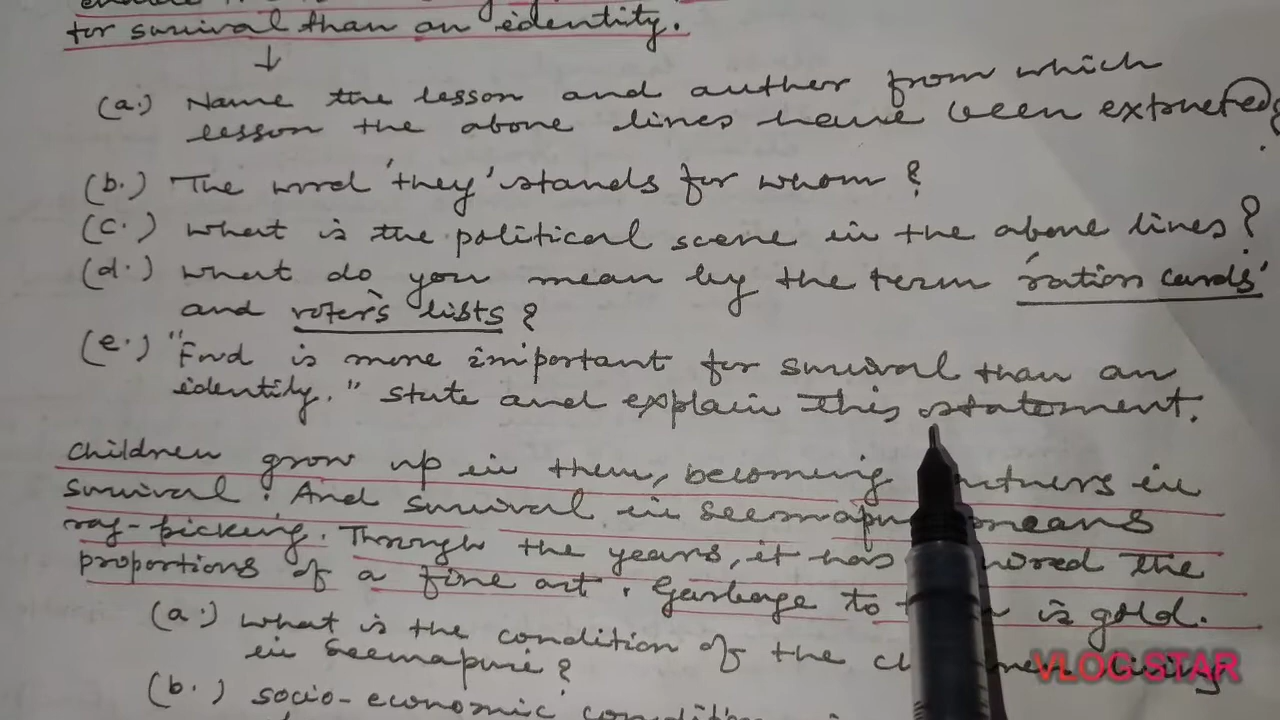 for survival than an identity.
(a.) Name the lesson and auther from which
lesson the above lines have been extracted.
(b.) The word 'they' stands for whom ?
(c.) what is the political scene in the above lines?
(d.) what do you mean by the term 'ration cards'
and voter's lists ?
(e.) "Food is more important for survival than an
identity." State and explain this statement.
Children grow up in them, becoming partners in
survival. And survival in Seemapuri means
rag-picking. Through the years, it has the
proportions of a fine art. Garbage to is gold.
(a.) what is the condition of the children living
in Seemapuri ?
(b.) socio-economic
VLOG STAR